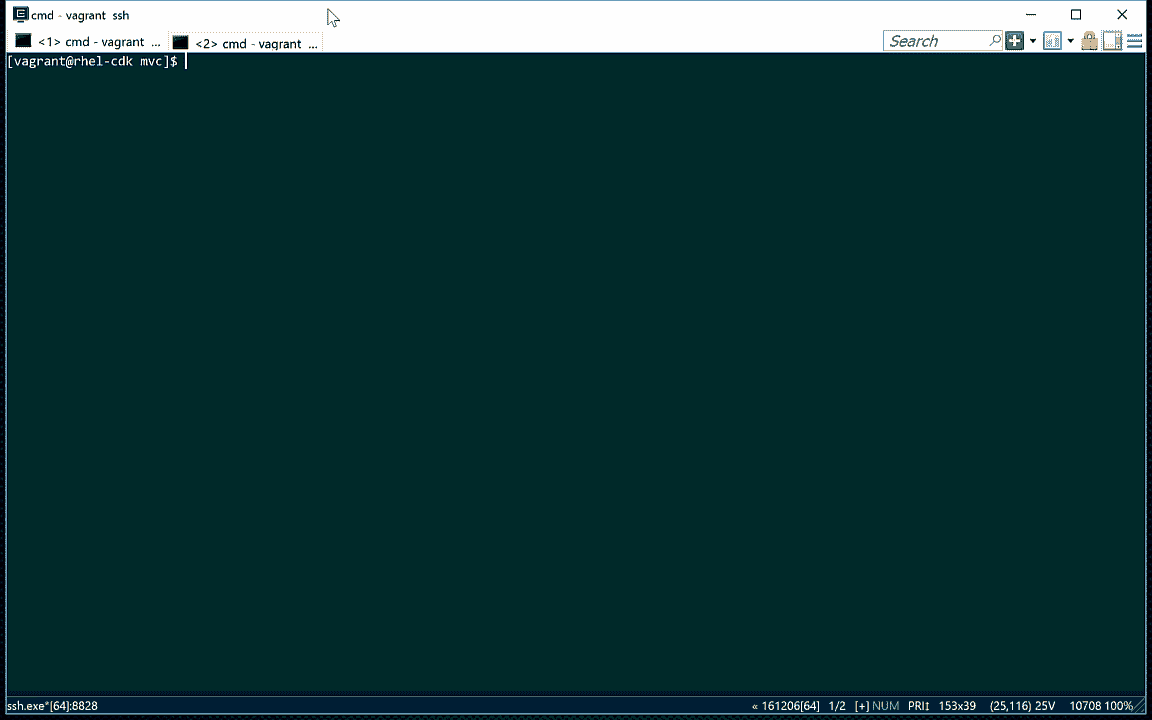 cmd - vagrant  ssh
<1> cmd - vagrant ...
<2> cmd - vagrant ...
Search
[vagrant@rhel-cdk mvc]$
ssh.exe*[64]:8828
« 161206[64] 1/2 [+] NUM PRI‡ 153x39 (25,116) 25V 10708 100%